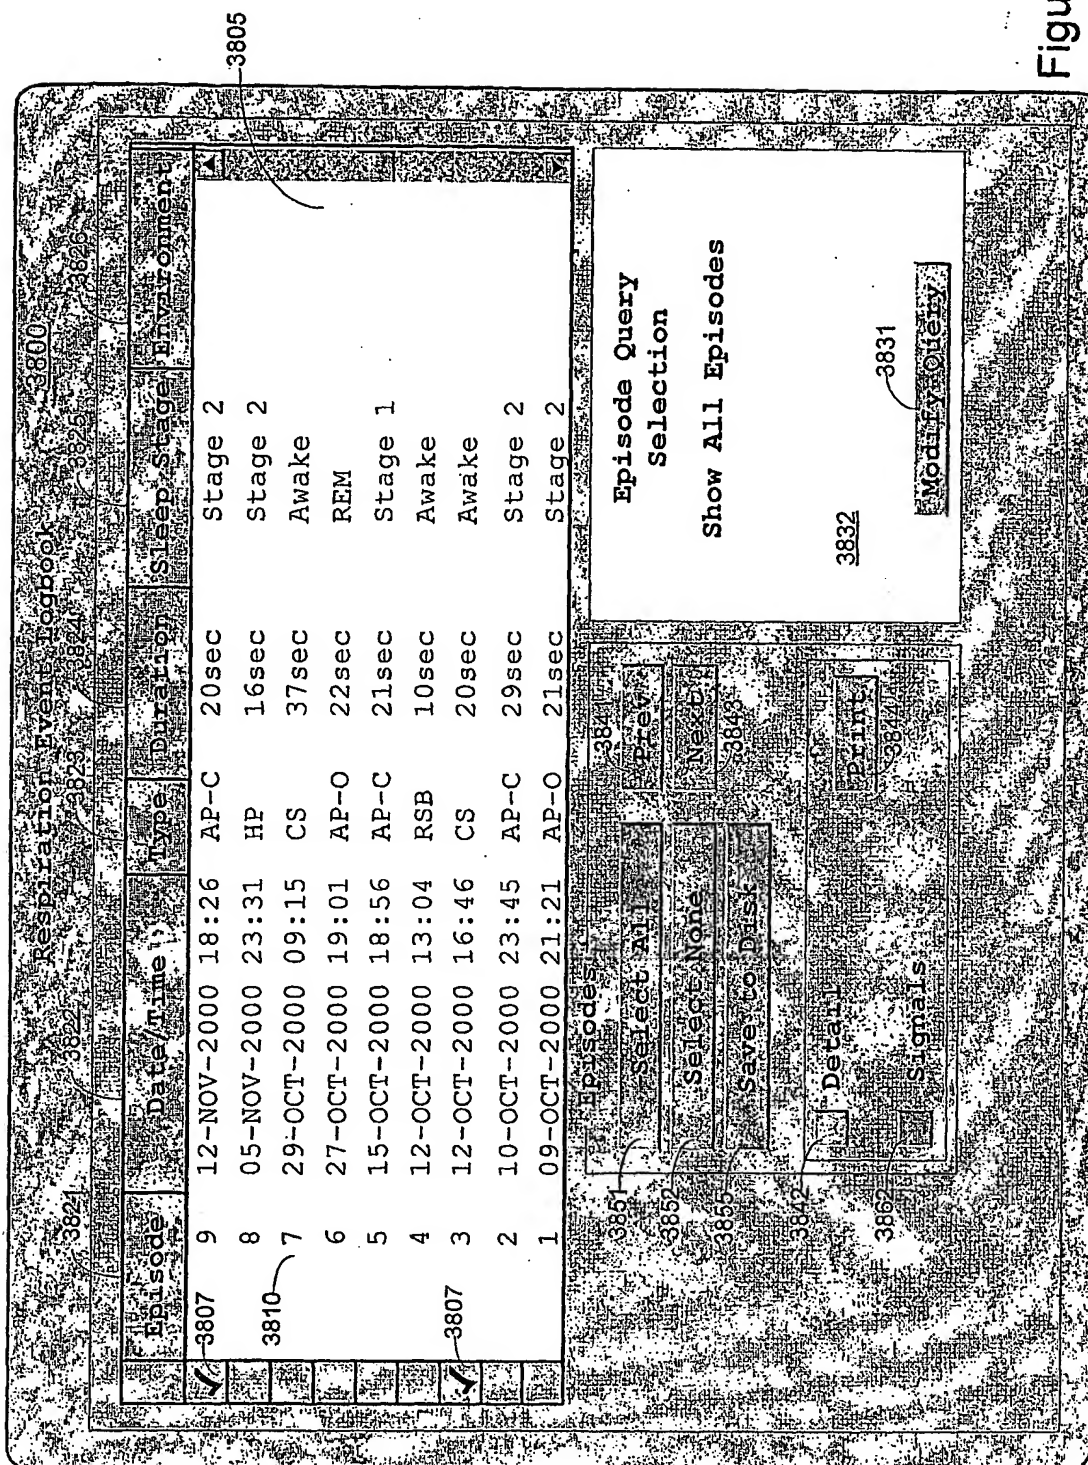 Respiration Event Logbook 3800
3821
3822
3823
3824
3825
3826
Episode Date/Time Type Duration Sleep Stage Environment
3807
9 12-NOV-2000 18:26 AP-C 20sec Stage 2
8 05-NOV-2000 23:31 HP 16sec Stage 2
3810
7 29-OCT-2000 09:15 CS 37sec Awake
6 27-OCT-2000 19:01 AP-O 22sec REM
5 15-OCT-2000 18:56 AP-C 21sec Stage 1
4 12-OCT-2000 13:04 RSB 10sec Awake
3807
3 12-OCT-2000 16:46 CS 20sec Awake
2 10-OCT-2000 23:45 AP-C 29sec Stage 2
1 09-OCT-2000 21:21 AP-O 21sec Stage 2
3805
Episodes
3851
Select All
3841
Prev
3852
Select None
Next
3843
3855
Save to Disk
3842
Detail
Print
3844
3862
Signals
Episode Query
Selection
Show All Episodes
3832
3831
Modify Query